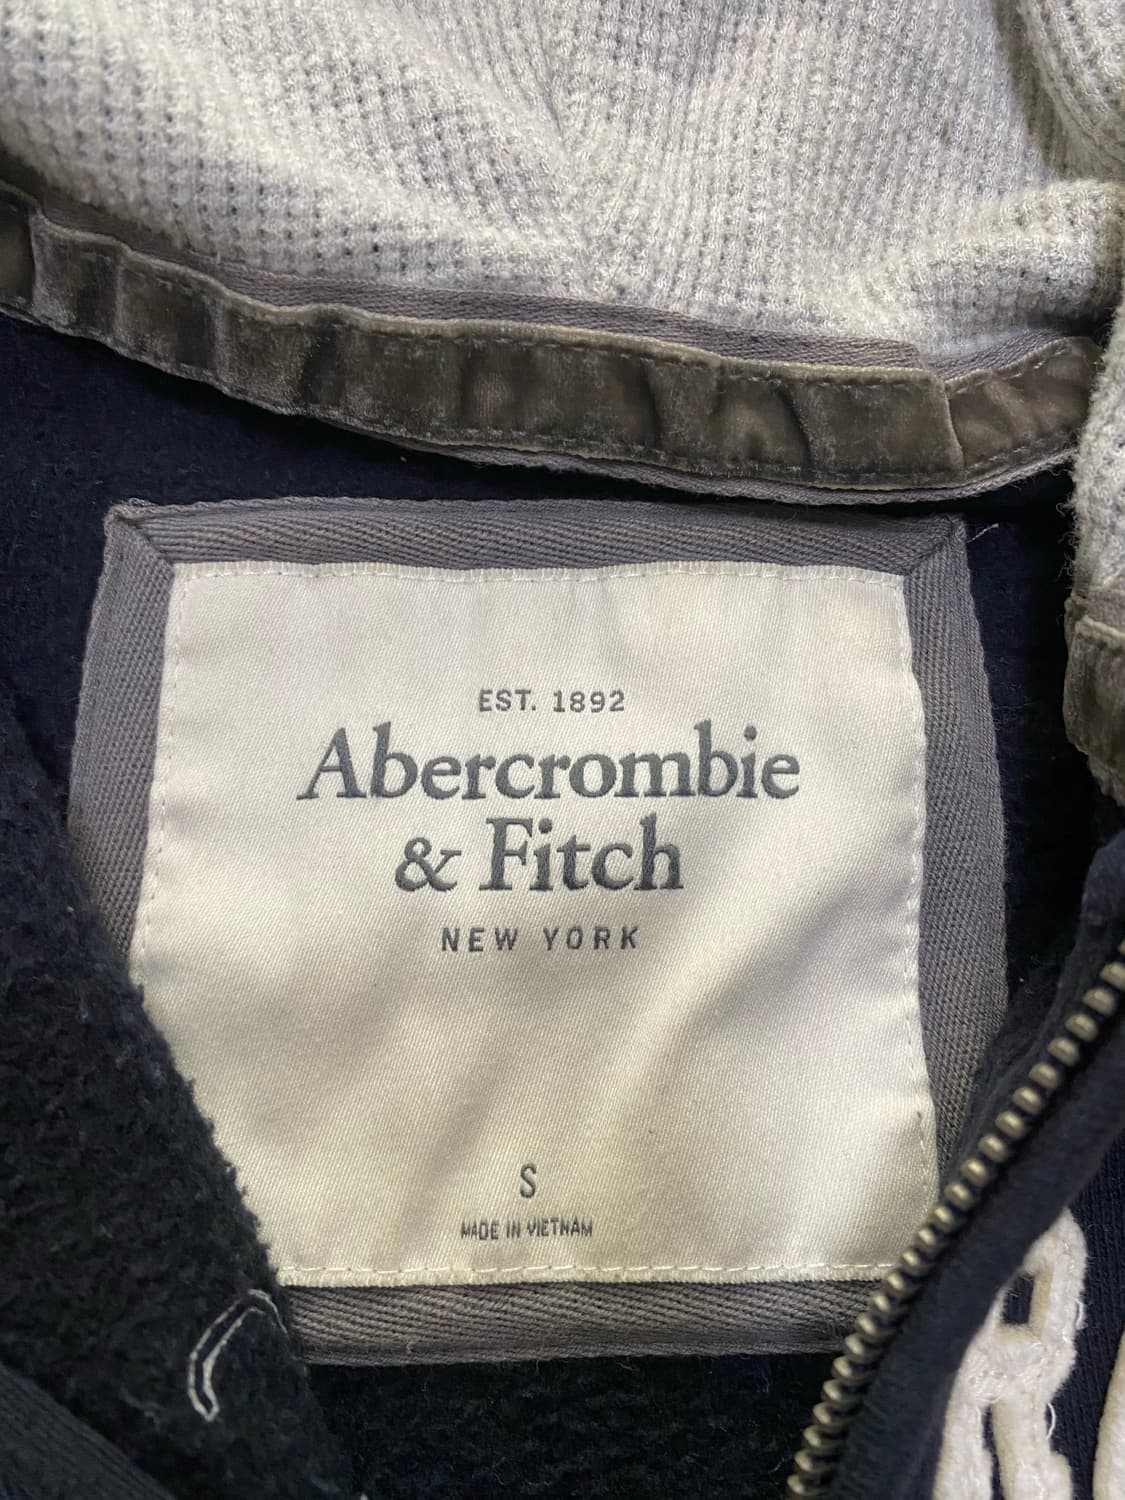 EST. 1892
Abercrombie
& Fitch
NEW YORK
S
MADE IN VIETNAM